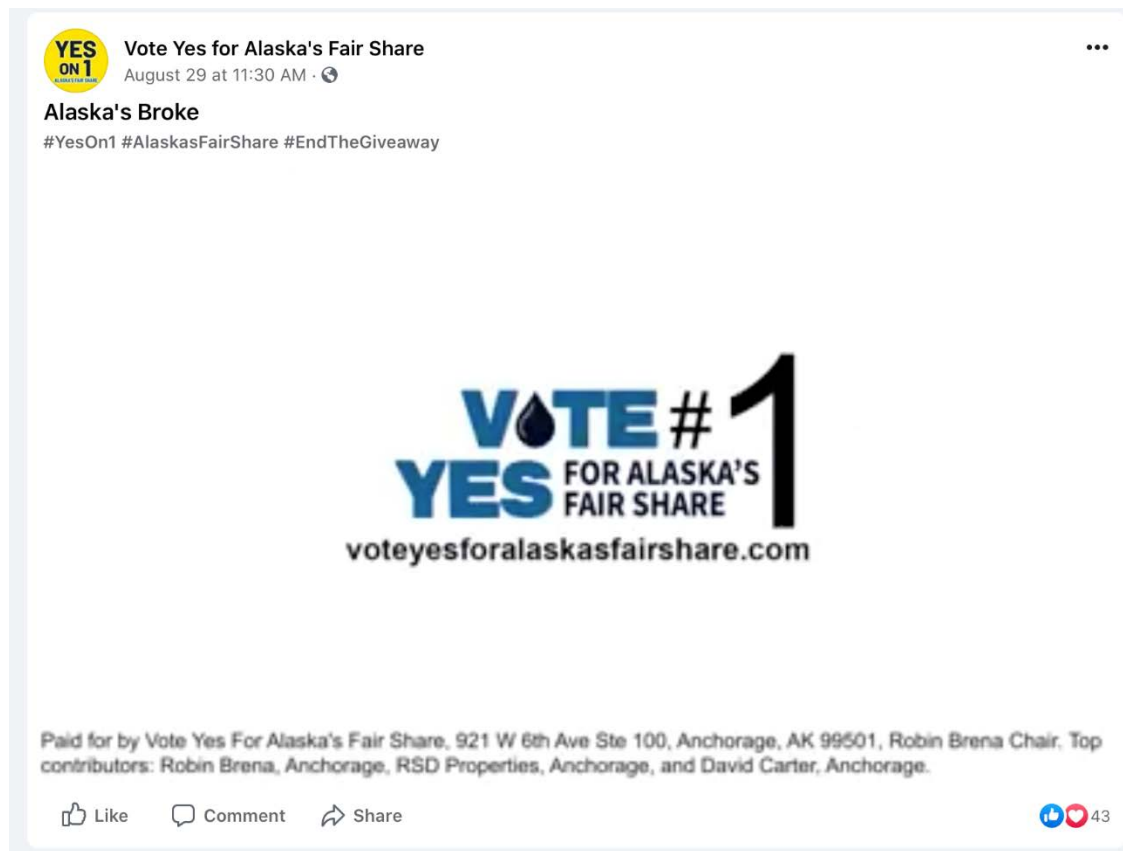 YES
ON 1
ALASKA'S FAIR SHARE
Vote Yes for Alaska's Fair Share
August 29 at 11:30 AM ·
Alaska's Broke
#YesOn1 #AlaskasFairShare #EndTheGiveaway
VOTE #1
YES FOR ALASKA'S
FAIR SHARE
voteyesforalaskasfairshare.com
Paid for by Vote Yes For Alaska's Fair Share, 921 W 6th Ave Ste 100, Anchorage, AK 99501, Robin Brena Chair. Top
contributors: Robin Brena, Anchorage, RSD Properties, Anchorage, and David Carter, Anchorage.
Like Comment Share 43